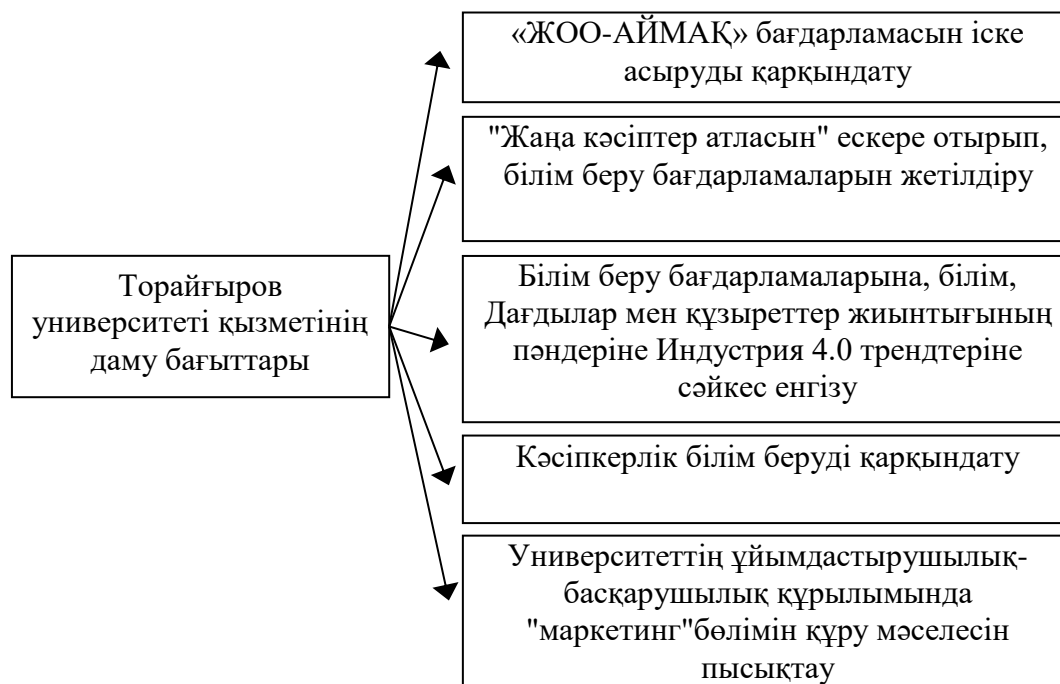 «ЖОО-АЙМАҚ» бағдарламасын іске
асыруды қарқындату
"Жаңа кәсіптер атласын" ескере отырып,
білім беру бағдарламаларын жетілдіру
Торайғыров
университеті қызметінің
даму бағыттары
Білім беру бағдарламаларына, білім,
Дағдылар мен құзыреттер жиынтығының
пәндеріне Индустрия 4.0 трендтеріне
сәйкес енгізу
Кәсіпкерлік білім беруді қарқындату
Университеттің ұйымдастырушылық-
басқарушылық құрылымында
"маркетинг"бөлімін құру мәселесін
пысықтау